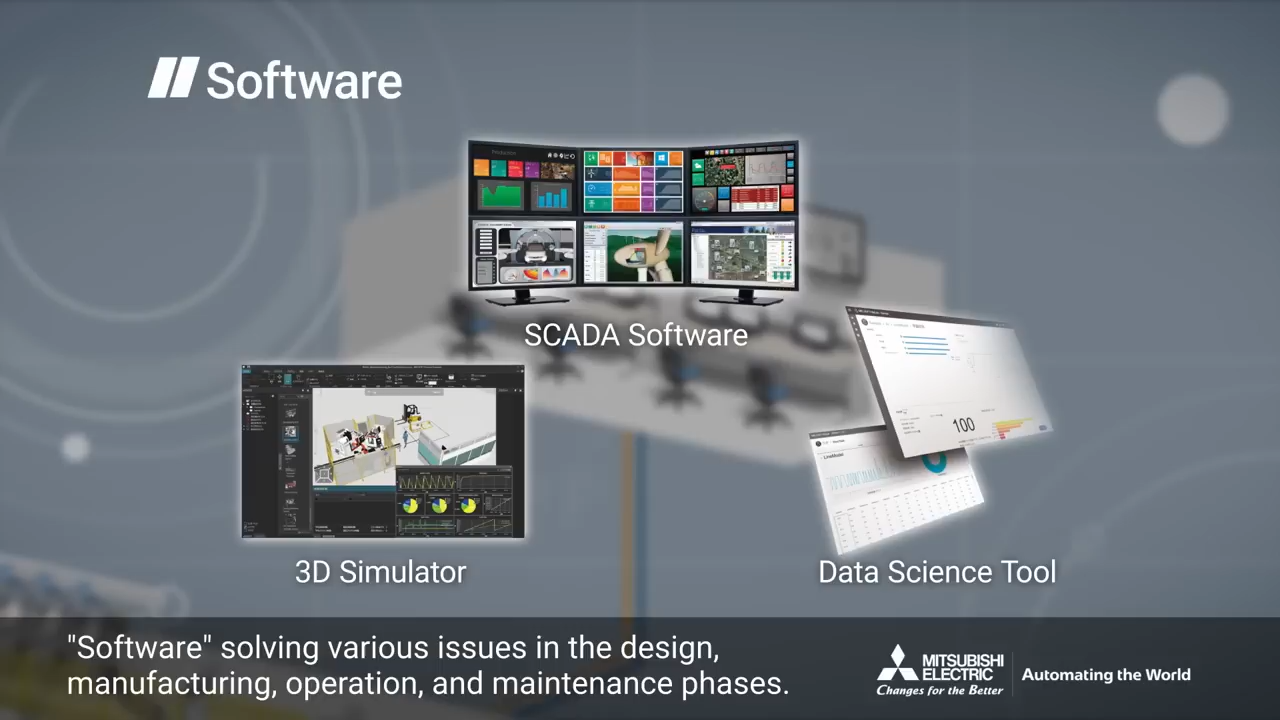 Software
SCADA Software
3D Simulator
100
Data Science Tool
"Software" solving various issues in the design,
manufacturing, operation, and maintenance phases.
MITSUBISHI
ELECTRIC
Changes for the Better
Automating the World